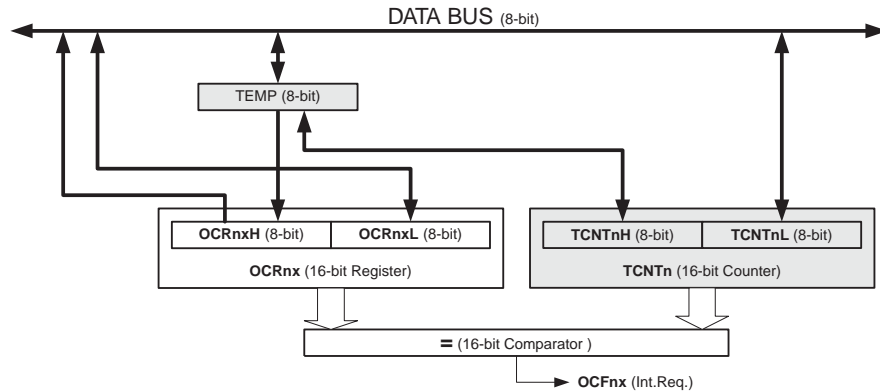 DATA BUS (8-bit)
TEMP (8-bit)
OCRnxH (8-bit) OCRnxL (8-bit)
OCRnx (16-bit Register)
TCNTnH (8-bit) TCNTnL (8-bit)
TCNTn (16-bit Counter)
= (16-bit Comparator )
OCFnx (Int.Req.)